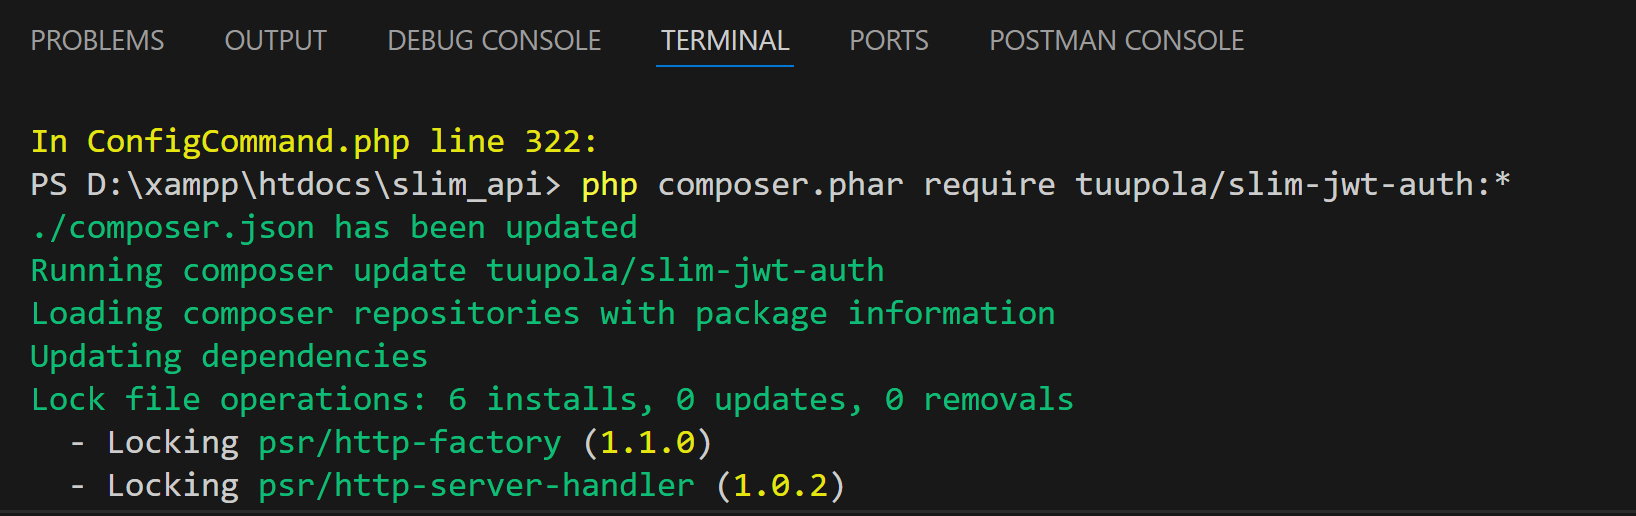 PROBLEMS OUTPUT DEBUG CONSOLE TERMINAL PORTS POSTMAN CONSOLE
In ConfigCommand.php line 322:
PS D:\xampp\htdocs\slim_api> php composer.phar require tuupola/slim-jwt-auth:*
./composer.json has been updated
Running composer update tuupola/slim-jwt-auth
Loading composer repositories with package information
Updating dependencies
Lock file operations: 6 installs, 0 updates, 0 removals
  - Locking psr/http-factory (1.1.0)
  - Locking psr/http-server-handler (1.0.2)